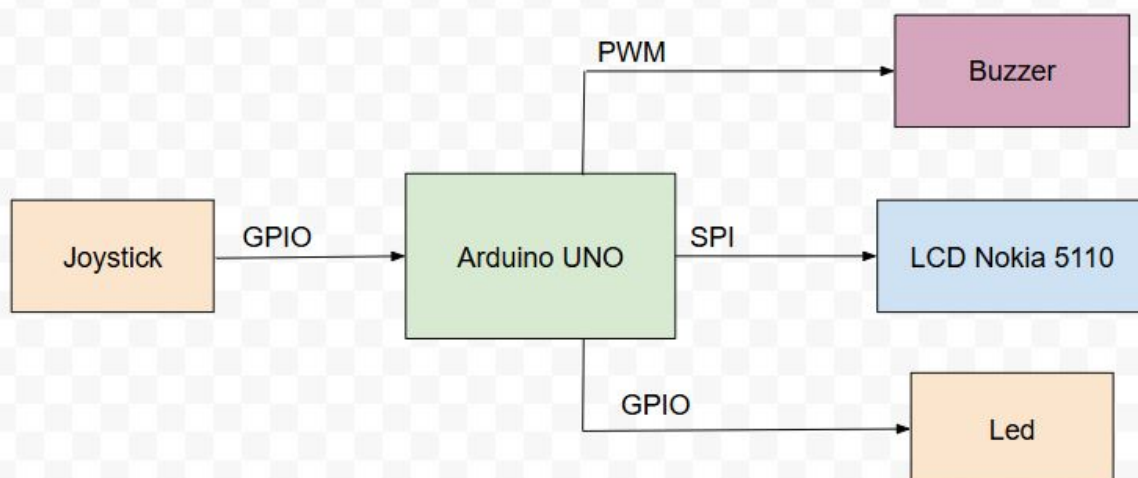 PWM
Buzzer
Joystick
GPIO
Arduino UNO
SPI
LCD Nokia 5110
GPIO
Led